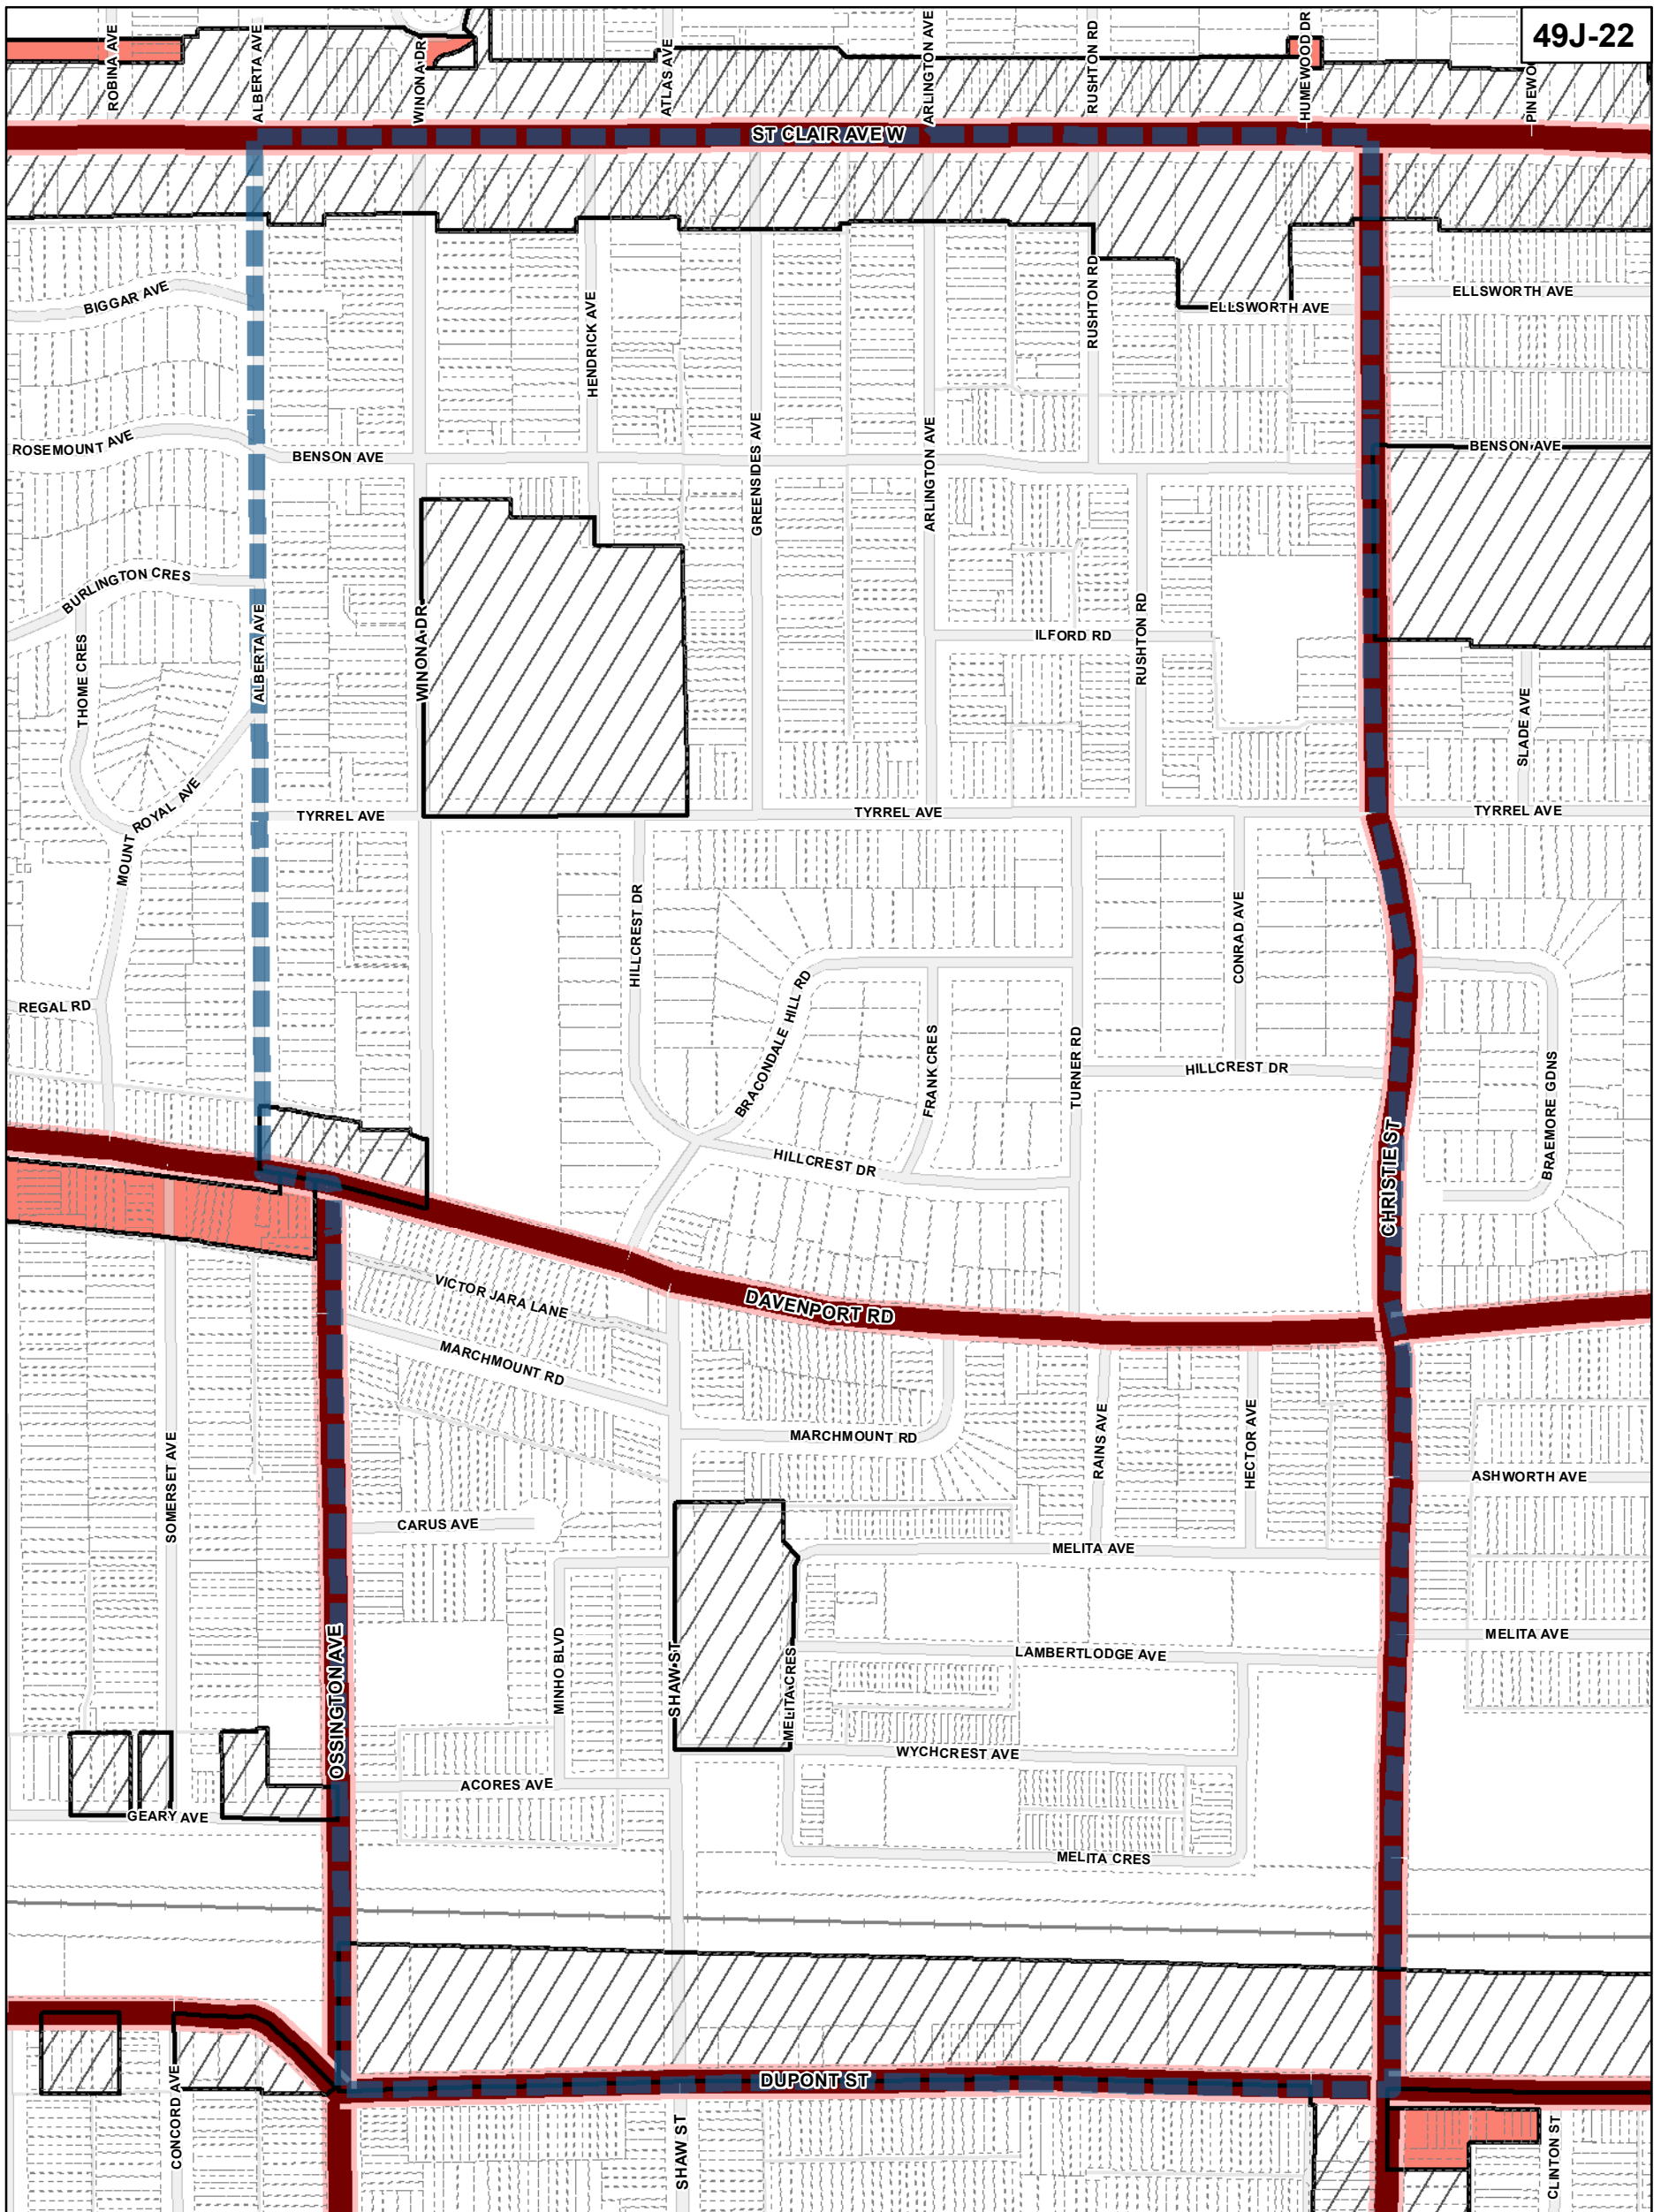 49J-22
ROBINA AVE
ALBERTA AVE
WINONA DR
ATLAS AVE
ARLINGTON AVE
RUSHTON RD
HUMEWOOD DR
PINEWO
ST CLAIR AVE W
BIGGAR AVE
HENDRICK AVE
RUSHTON RD
ELLSWORTH AVE
ELLSWORTH AVE
ROSEMOUNT AVE
BENSON AVE
GREENSIDES AVE
ARLINGTON AVE
BENSON AVE
BURLINGTON CRES
THOME CRES
ALBERTA AVE
WINONA DR
ILFORD RD
RUSHTON RD
SLADE AVE
MOUNT ROYAL AVE
TYRREL AVE
TYRREL AVE
TYRREL AVE
HILLCREST DR
BRACONDALE HILL RD
FRANK CRES
TURNER RD
CONRAD AVE
REGAL RD
HILLCREST DR
BRAEMORE GDNS
HILLCREST DR
CHRISTIE ST
VICTOR JARA LANE
DAVENPORT RD
MARCHMOUNT RD
MARCHMOUNT RD
SOMERSET AVE
RAINS AVE
HECTOR AVE
ASHWORTH AVE
CARUS AVE
MELITA AVE
OSSINGTON AVE
MINHO BLVD
SHAW ST
MELITA CRES
LAMBERTLODGE AVE
MELITA AVE
WYCHCREST AVE
ACORES AVE
GEARY AVE
MELITA CRES
DUPONT ST
CONCORD AVE
SHAW ST
CLINTON ST